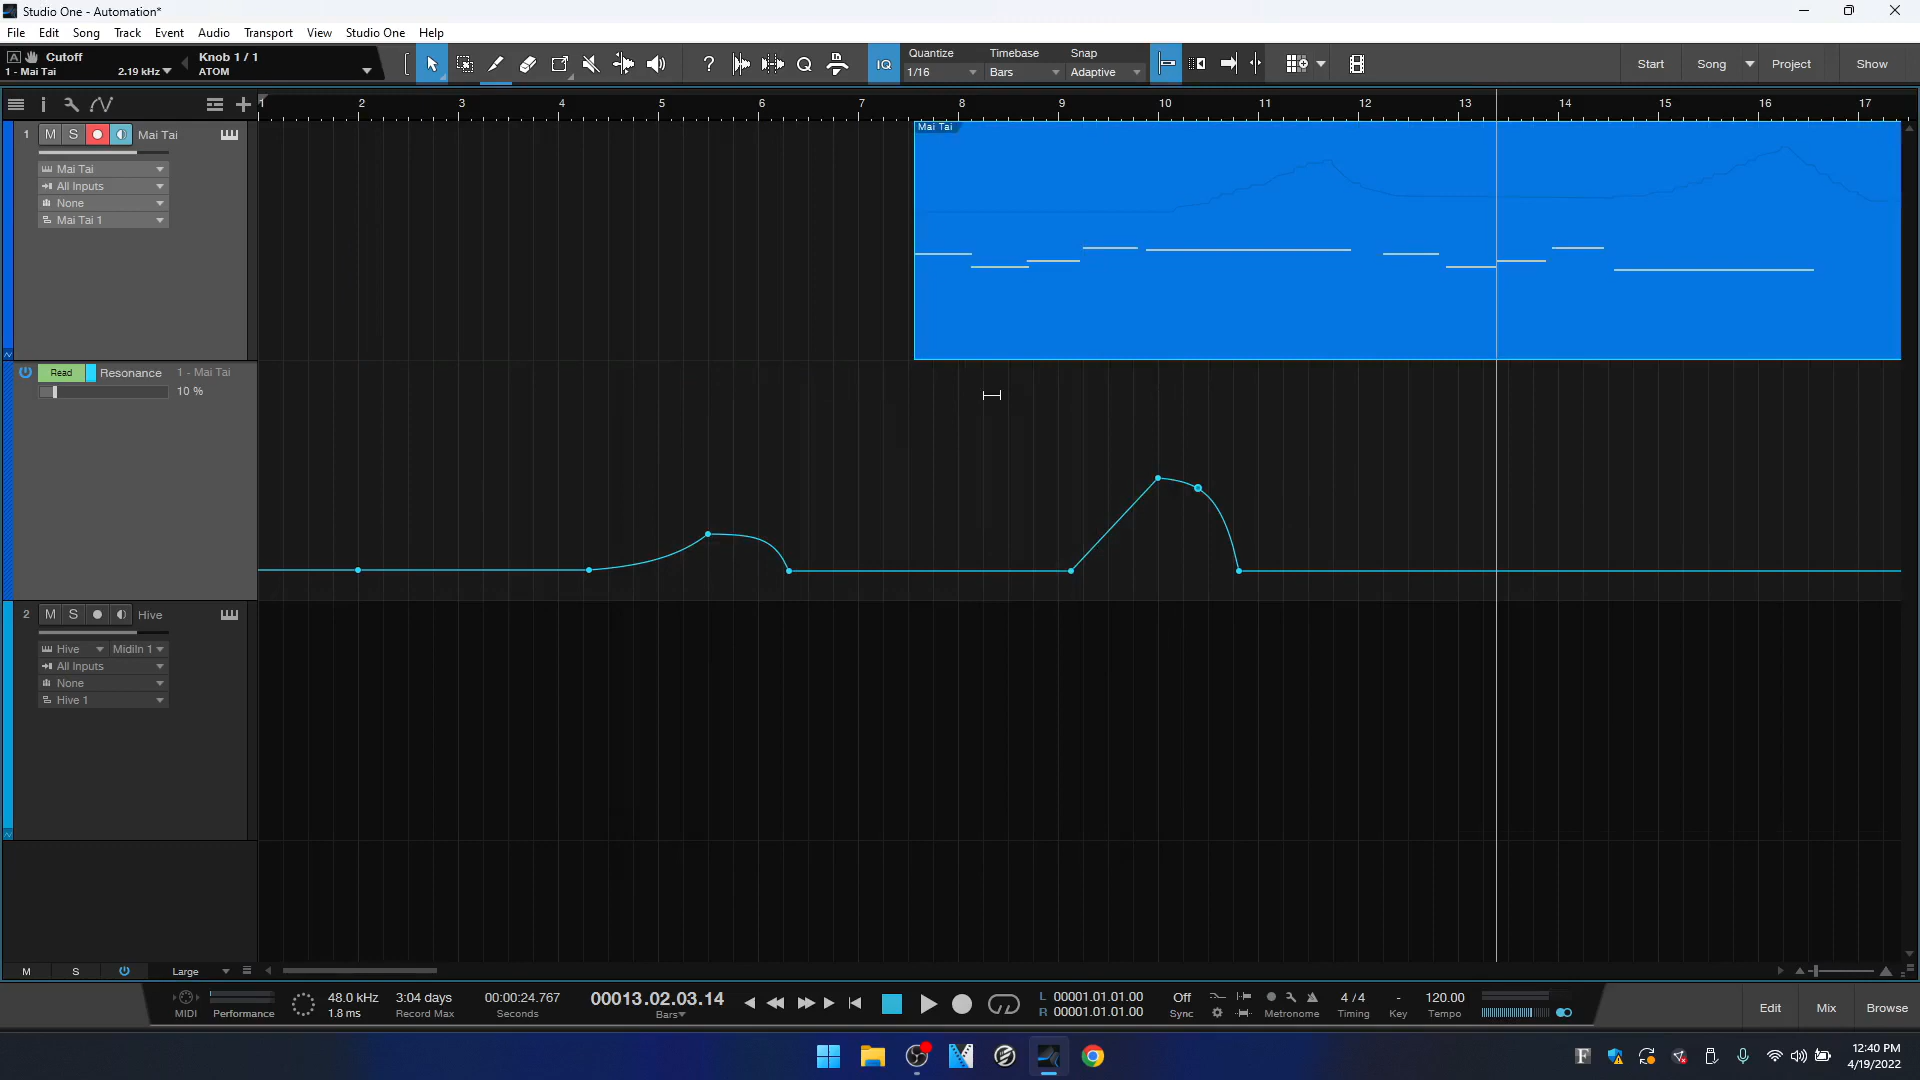 Studio One - Automation*
File Edit Song Track Event Audio Transport View Studio One Help
A Cutoff Knob 1 / 1
1 - Mai Tai 2.19 kHz ATOM
? Q IQ
Quantize Timebase Snap
1/16 Bars Adaptive
Start Song Project Show
1 2 3 4 5 6 7 8 9 10 11 12 13 14 15 16 17
1 M S Mai Tai
Mai Tai
All Inputs
None
Mai Tai 1
Mai Tai
Read Resonance 1 - Mai Tai
10 %
2 M S Hive
Hive MidiIn 1
All Inputs
None
Hive 1
M S Large
MIDI
Performance
48.0 kHz
1.8 ms
3:04 days
Record Max
00:00:24.767
Seconds
00013.02.03.14
Bars
L 00001.01.01.00
R 00001.01.01.00
Off
Sync
Metronome
4 / 4
Timing
-
Key
120.00
Tempo
Edit Mix Browse
12:40 PM
4/19/2022